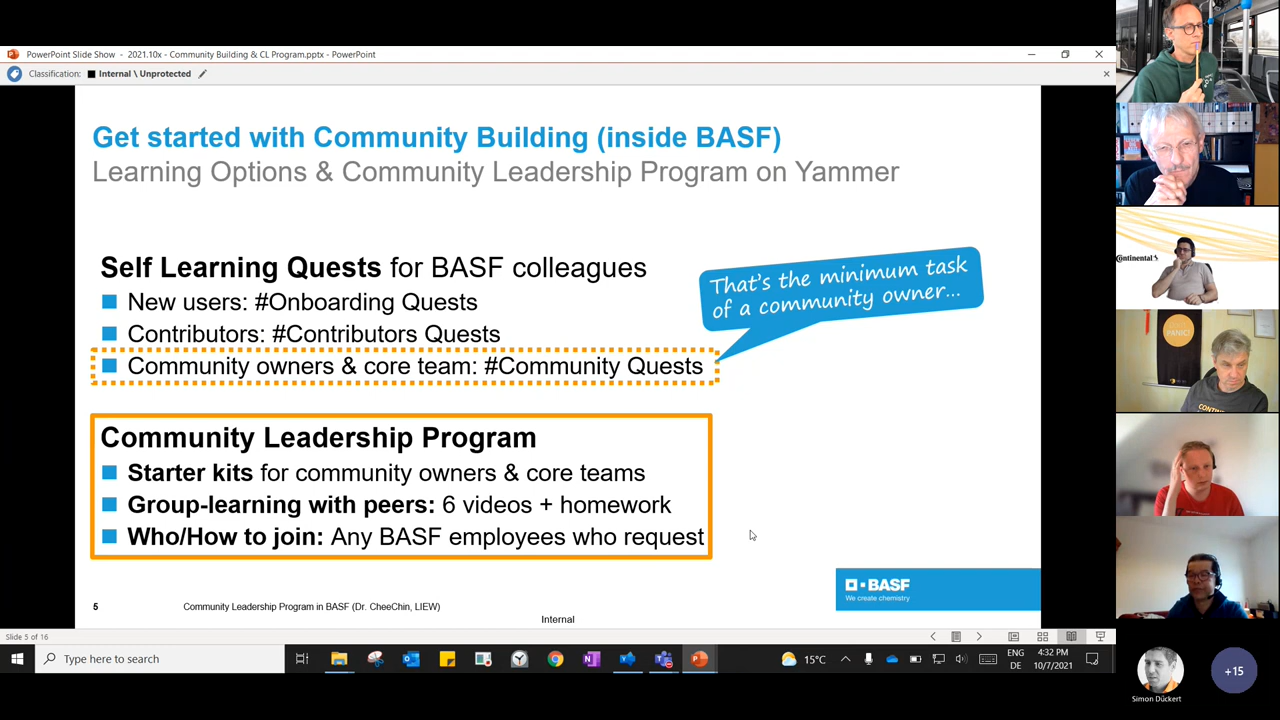 PowerPoint Slide Show - 2021.10x - Community Building & CL Program.pptx - PowerPoint
Classification: Internal \ Unprotected
Get started with Community Building (inside BASF)
Learning Options & Community Leadership Program on Yammer
Self Learning Quests for BASF colleagues
New users: #Onboarding Quests
Contributors: #Contributors Quests
Community owners & core team: #Community Quests
That's the minimum task
of a community owner...
Community Leadership Program
Starter kits for community owners & core teams
Group-learning with peers: 6 videos + homework
Who/How to join: Any BASF employees who request
BASF
We create chemistry
5
Community Leadership Program in BASF (Dr. CheeChin, LIEW)
Internal
Slide 5 of 16
Type here to search
15°C
ENG
DE
4:32 PM
10/7/2021
Continental
PANIC!
Simon Dückert
+15